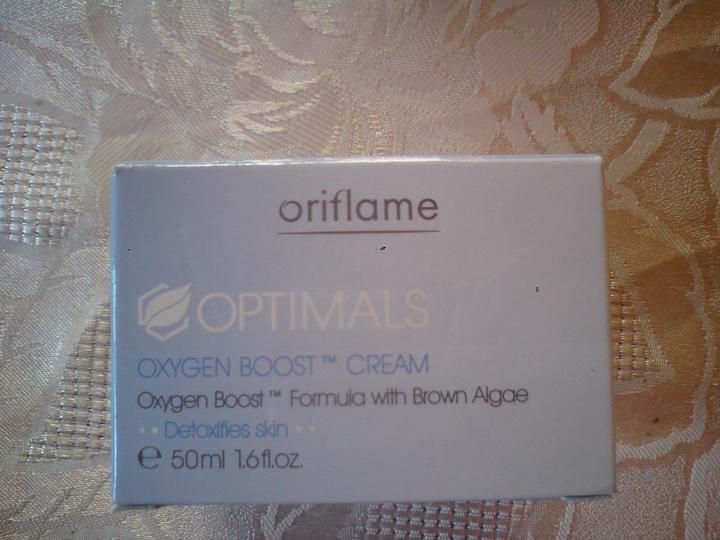 oriflame
OPTIMALS
OXYGEN BOOST™ CREAM
Oxygen Boost™ Formula with Brown Algae
•• Detoxifies skin ••
℮ 50ml 1.6fl.oz.